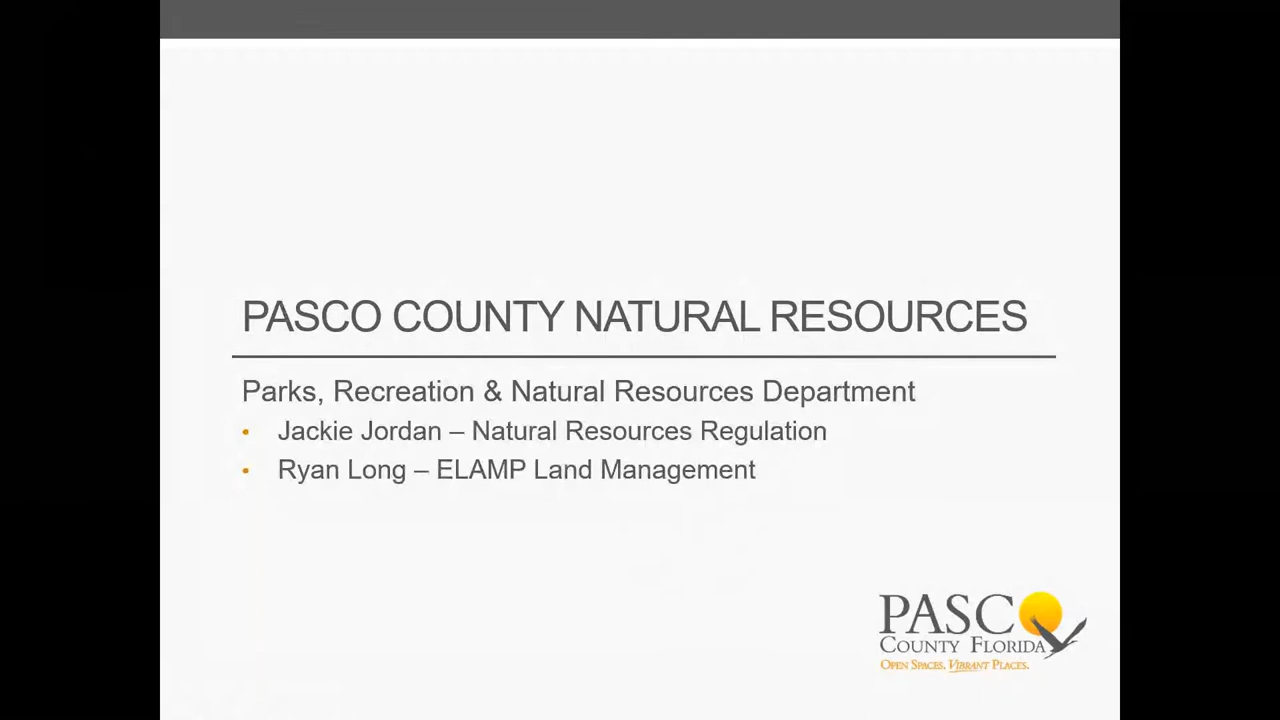 PASCO COUNTY NATURAL RESOURCES
Parks, Recreation & Natural Resources Department
• Jackie Jordan – Natural Resources Regulation
• Ryan Long – ELAMP Land Management
PASCO
COUNTY FLORIDA
OPEN SPACES. VIBRANT PLACES.